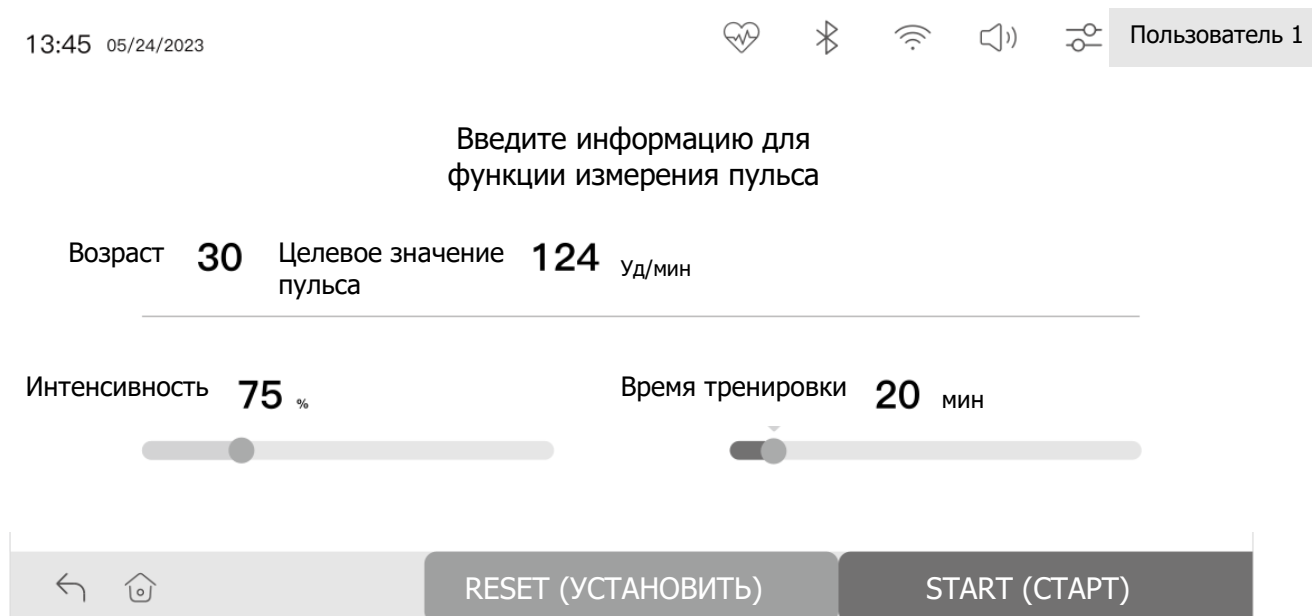 13:45 05/24/2023 Пользователь 1
Введите информацию для
функции измерения пульса
Возраст 30 Целевое значение 124 Уд/мин
пульса
Интенсивность 75 % Время тренировки 20 мин
RESET (УСТАНОВИТЬ) START (СТАРТ)